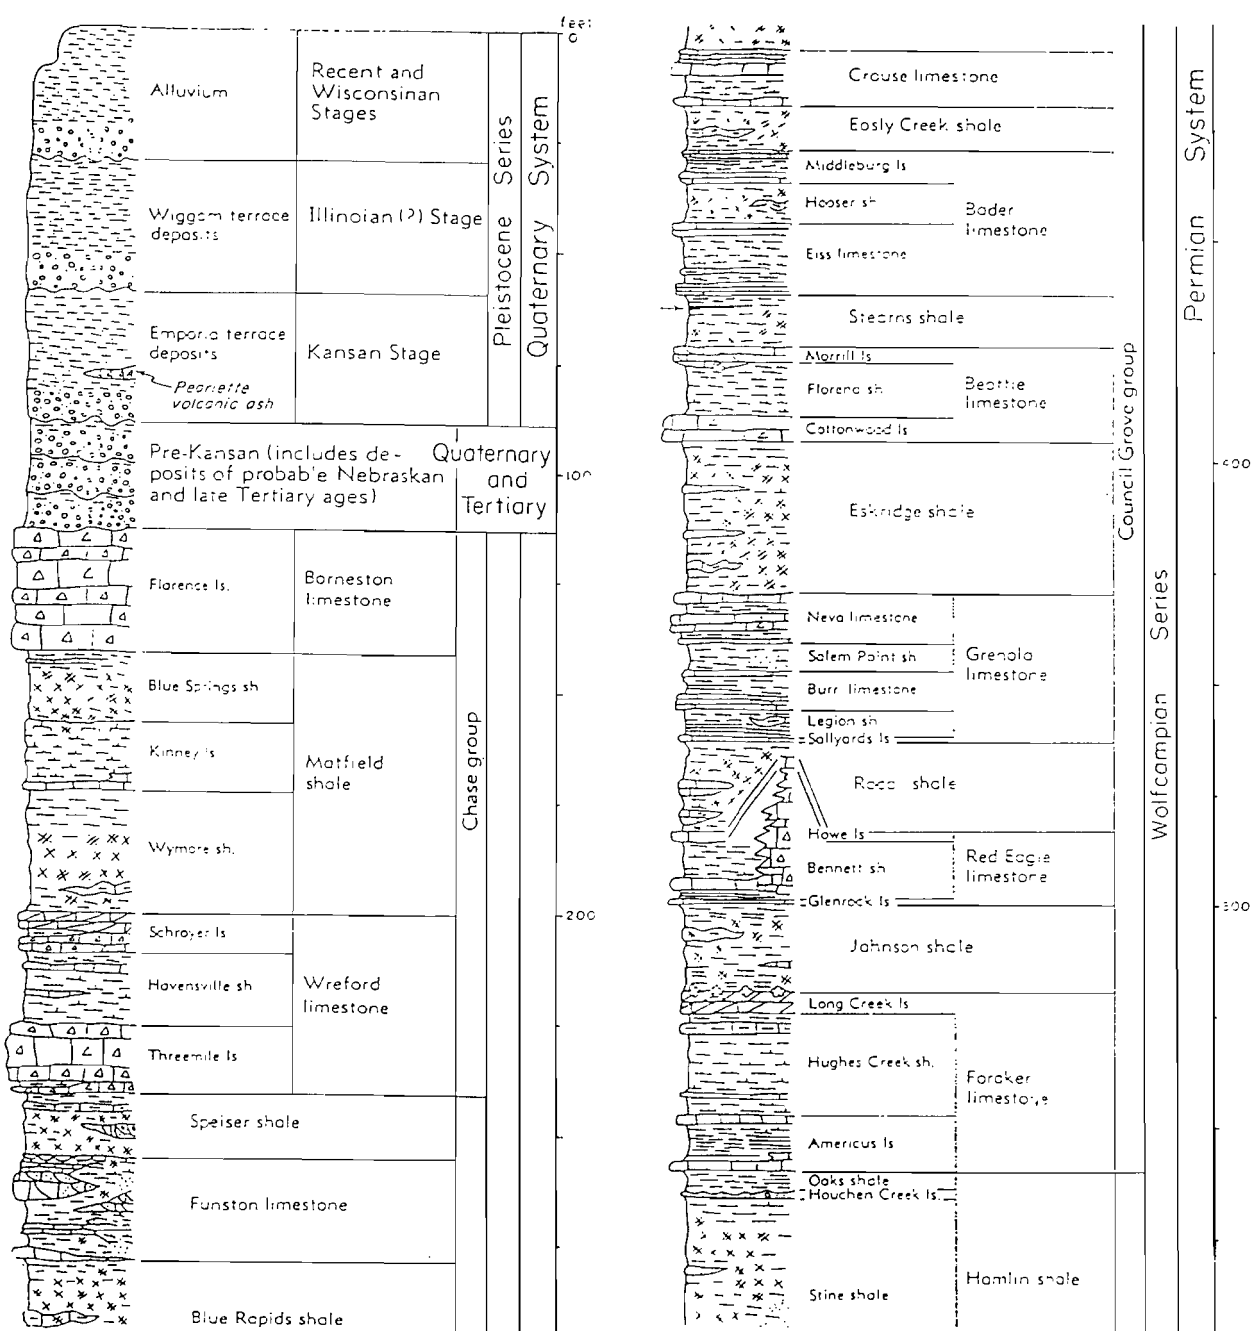 feet
0
Alluvium
Recent and
Wisconsinan
Stages
Wiggam terrace
deposits
Illinoian (?) Stage
Emporia terrace
deposits
Kansan Stage
Pearlette
volcanic ash
Pleistocene Series
Quaternary System
Pre-Kansan (includes de-
posits of probab'e Nebraskan
and late Tertiary ages)
Quaternary
and
Tertiary
100
Florence ls.
Barneston
limestone
Blue Springs sh
Kinney ls
Wymore sh.
Matfield
shale
Chase group
200
Schroyer ls
Havensville sh
Threemile ls
Wreford
limestone
Speiser shale
Funston limestone
Blue Rapids shale
Crouse limestone
Easly Creek shale
Middleburg ls
Hooser sh
Eiss limestone
Bader
limestone
Stearns shale
Morrill ls
Florena sh
Cottonwood ls
Beattie
limestone
Eskridge shale
Neva limestone
Salem Point sh
Burr limestone
Legion sh
Sallyards ls
Grenola
limestone
Roca shale
Howe ls
Bennett sh
Glenrock ls
Red Eagle
limestone
Johnson shale
Long Creek ls
Hughes Creek sh.
Americus ls
Foraker
limestone
Oaks shale
Houchen Creek ls.
Stine shale
Hamlin shale
Council Grove group
Wolfcampian Series
Permian System